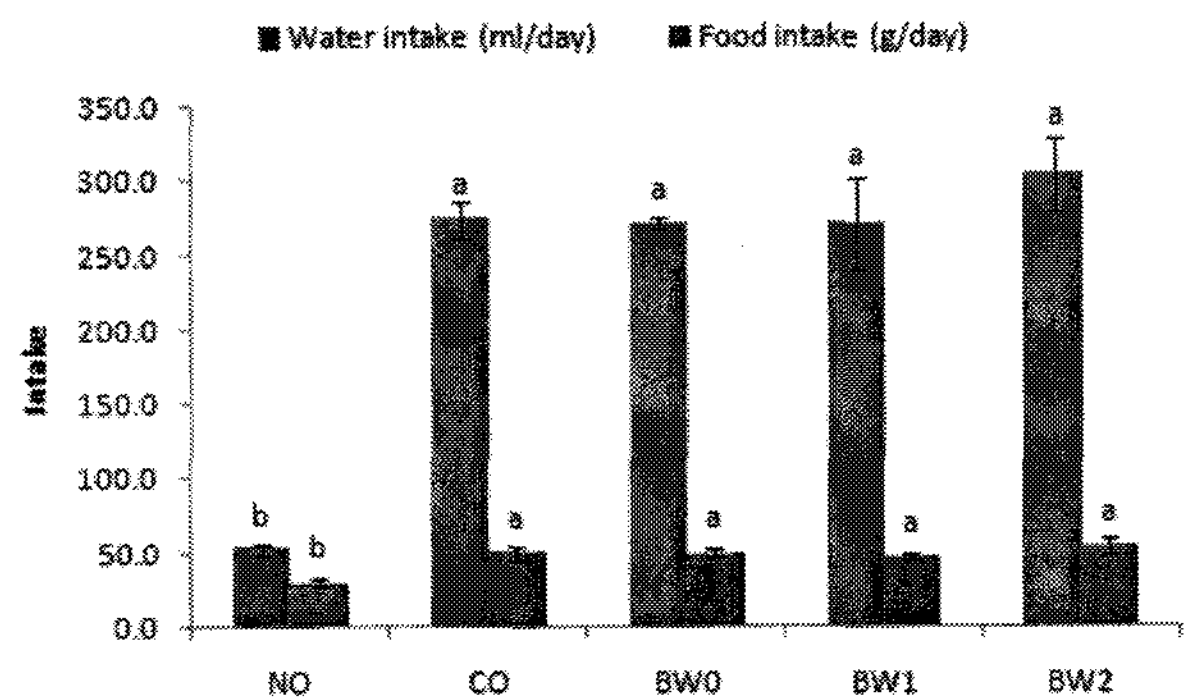 Water intake (ml/day) Food intake (g/day)
350.0
300.0
250.0
200.0
150.0
100.0
50.0
0.0
Intake
b b
a a
a a
a a
a a
NO CO BW0 BW1 BW2